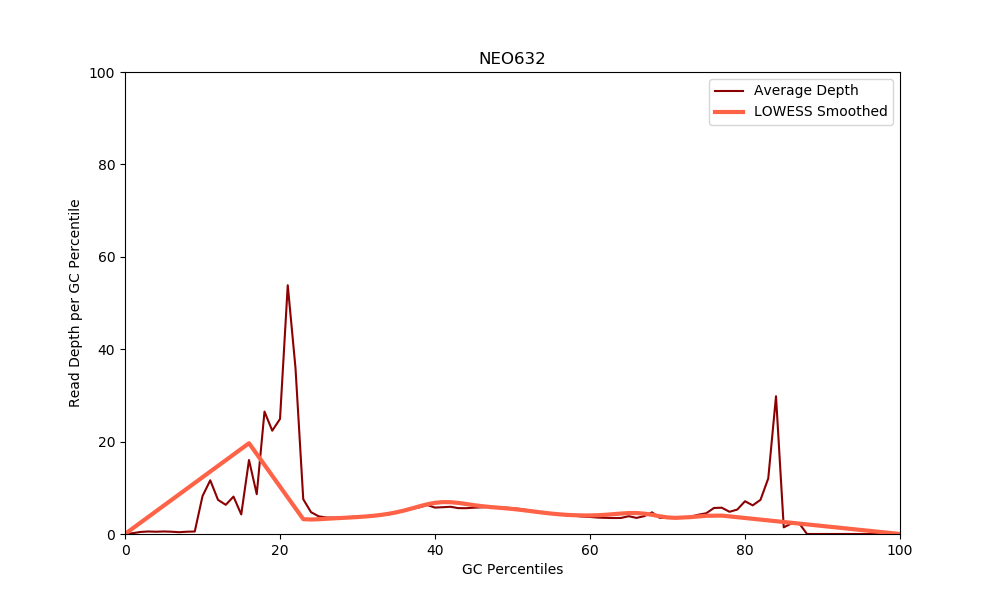 NEO632
100
80
60
40
20
0
Read Depth per GC Percentile
Average Depth
LOWESS Smoothed
0 20 40 60 80 100
GC Percentiles